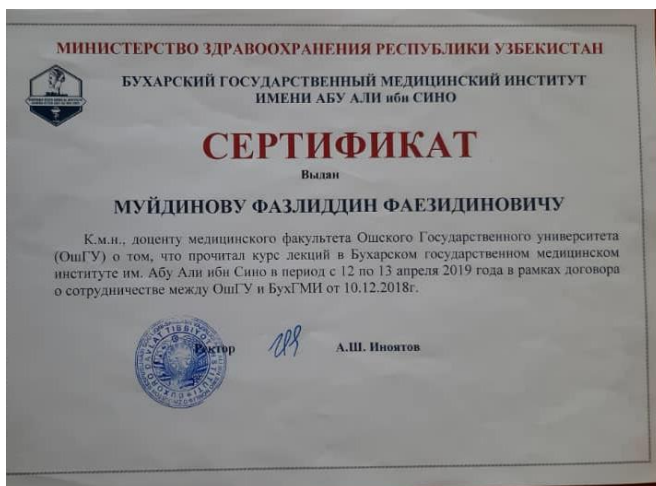 МИНИСТЕРСТВО ЗДРАВООХРАНЕНИЯ РЕСПУБЛИКИ УЗБЕКИСТАН
БУХАРСКИЙ ГОСУДАРСТВЕННЫЙ МЕДИЦИНСКИЙ ИНСТИТУТ
ИМЕНИ АБУ АЛИ ибн СИНО
СЕРТИФИКАТ
Выдан
МУЙДИНОВУ ФАЗЛИДДИН ФАЕЗИДИНОВИЧУ
К.м.н., доценту медицинского факультета Ошского Государственного университета
(ОшГУ) о том, что прочитал курс лекций в Бухарском государственном медицинском
институте им. Абу Али ибн Сино в период с 12 по 13 апреля 2019 года в рамках договора
о сотрудничестве между ОшГУ и БухГМИ от 10.12.2018г.
Ректор А.Ш. Иноятов